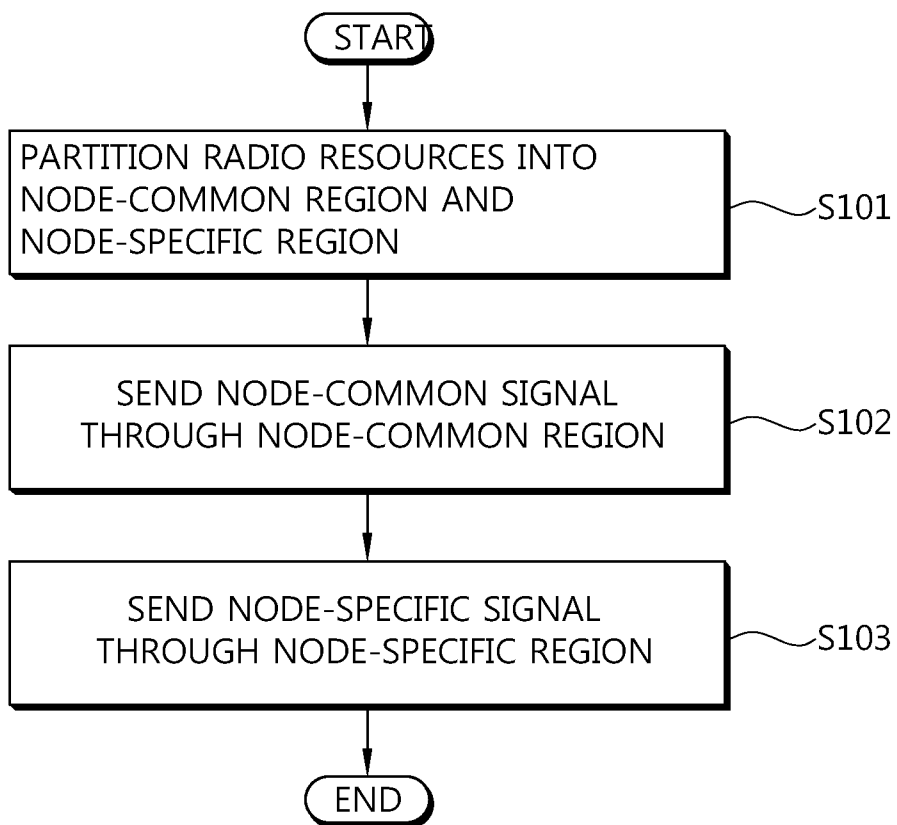 START
PARTITION RADIO RESOURCES INTO
NODE-COMMON REGION AND
NODE-SPECIFIC REGION
S101
SEND NODE-COMMON SIGNAL
THROUGH NODE-COMMON REGION
S102
SEND NODE-SPECIFIC SIGNAL
THROUGH NODE-SPECIFIC REGION
S103
END